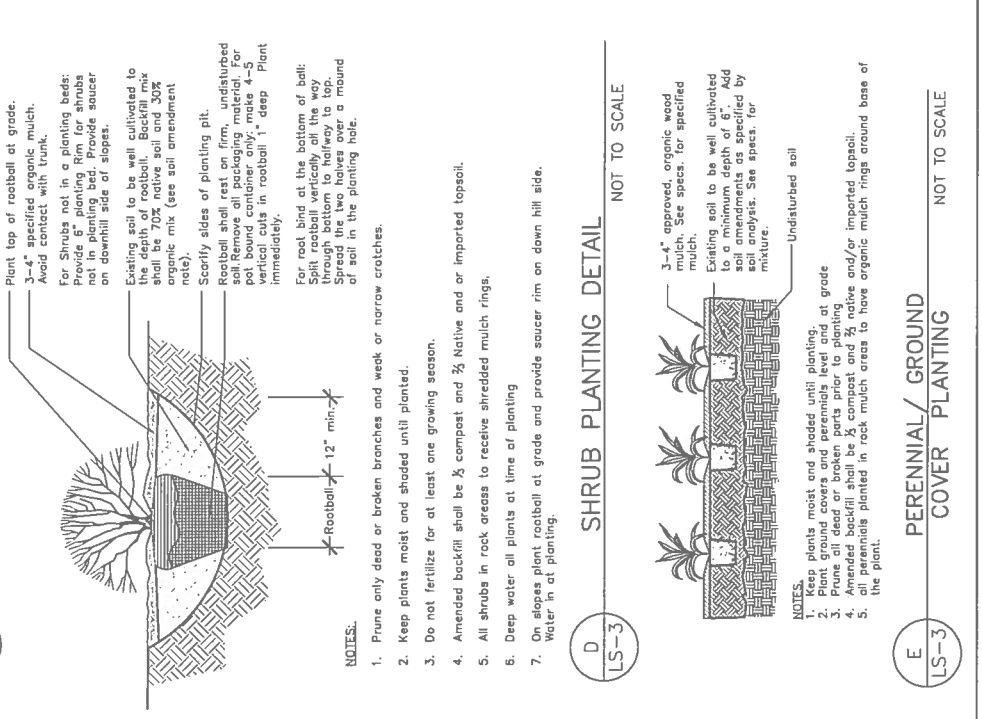 Plant top of rootball at grade.
3-4" specified organic mulch.
Avoid contact with trunk.
For Shrubs not in a planting beds:
Provide 6" planting Rim for shrubs
not in planting bed. Provide saucer
on downhill side of slopes.
Existing soil to be well cultivated to
the depth of rootball. Backfill mix
shall be 70% native soil and 30%
organic mix (see soil amendment
note).
Scarify sides of planting pit.
Rootball shall rest on firm, undisturbed
soil.Remove all packaging material. For
pot bound container only; make 4-5
vertical cuts in rootball 1" deep Plant
immediately.
For root bind at the bottom of ball:
Split rootball vertically all the way
through bottom to halfway to top.
Spread the two halves over a mound
of soil in the planting hole.
Rootball
12" min.
NOTES:
1. Prune only dead or broken branches and weak or narrow crotches.
2. Keep plants moist and shaded until planted.
3. Do not fertilize for at least one growing season.
4. Amended backfill shall be ⅓ compost and ⅔ Native and or imported topsoil.
5. All shrubs in rock areass to receive shredded mulch rings.
6. Deep water all plants at time of planting
7. On slopes plant rootball at grade and provide saucer rim on down hill side.
Water in at planting.
D
LS-3
SHRUB PLANTING DETAIL
NOT TO SCALE
3-4" approved, organic wood
mulch. See specs. for specified
mulch.
Existing soil to be well cultivated
to a minimum depth of 6". Add
soil amendments as specified by
soil analysis. See specs. for
mixture.
Undisturbed soil
NOTES:
1. Keep plants moist and shaded until planting.
2. Plant ground covers and perennials level and at grade
3. Prune all dead or broken parts prior to planting
4. Amended backfill shall be ⅓ compost and ⅔ native and/or imported topsoil.
5. all perennials planted in rock mulch areas to have organic mulch rings around base of
the plant.
E
LS-3
PERENNIAL/ GROUND
COVER PLANTING
NOT TO SCALE